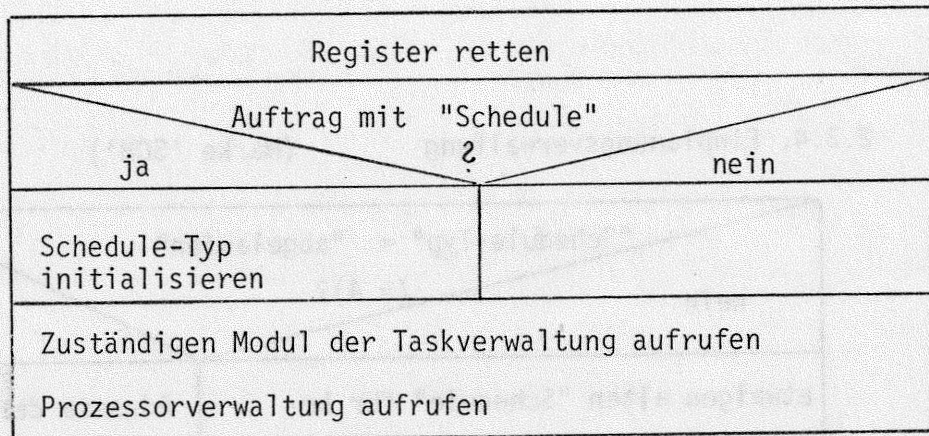 Register retten
Auftrag mit "Schedule"
?
ja
nein
Schedule-Typ
initialisieren
Zuständigen Modul der Taskverwaltung aufrufen
Prozessorverwaltung aufrufen